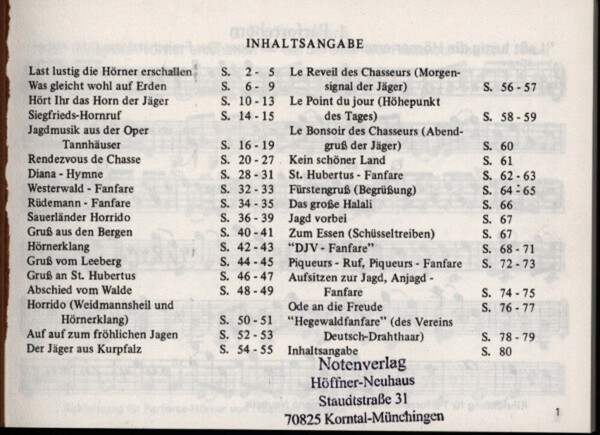 INHALTSANGABE
Last lustig die Hörner erschallen S. 2 - 5
Was gleicht wohl auf Erden S. 6 - 9
Hört Ihr das Horn der Jäger S. 10 - 13
Siegfrieds-Hornruf S. 14 - 15
Jagdmusik aus der Oper
Tannhäuser S. 16 - 19
Rendezvous de Chasse S. 20 - 27
Diana - Hymne S. 28 - 31
Westerwald - Fanfare S. 32 - 33
Rüdemann - Fanfare S. 34 - 35
Sauerländer Horrido S. 36 - 39
Gruß aus den Bergen S. 40 - 41
Hörnerklang S. 42 - 43
Gruß vom Leeberg S. 44 - 45
Gruß an St. Hubertus S. 46 - 47
Abschied vom Walde S. 48 - 49
Horrido (Weidmannsheil und
Hörnerklang) S. 50 - 51
Auf auf zum fröhlichen Jagen S. 52 - 53
Der Jäger aus Kurpfalz S. 54 - 55
Le Reveil des Chasseurs (Morgen-
signal der Jäger) S. 56 - 57
Le Point du jour (Höhepunkt
des Tages) S. 58 - 59
Le Bonsoir des Chasseurs (Abend-
gruß der Jäger) S. 60
Kein schöner Land S. 61
St. Hubertus - Fanfare S. 62 - 63
Fürstengruß (Begrüßung) S. 64 - 65
Das große Halali S. 66
Jagd vorbei S. 67
Zum Essen (Schüsseltreiben) S. 67
"DJV - Fanfare" S. 68 - 71
Piqueurs - Ruf, Piqueurs - Fanfare S. 72 - 73
Aufsitzen zur Jagd, Anjagd -
Fanfare S. 74 - 75
Ode an die Freude S. 76 - 77
"Hegewaldfanfare" (des Vereins
Deutsch-Drahthaar) S. 78 - 79
Inhaltsangabe S. 80
Notenverlag
Höffner-Neuhaus
Staudtstraße 31
70825 Korntal-Münchingen
1